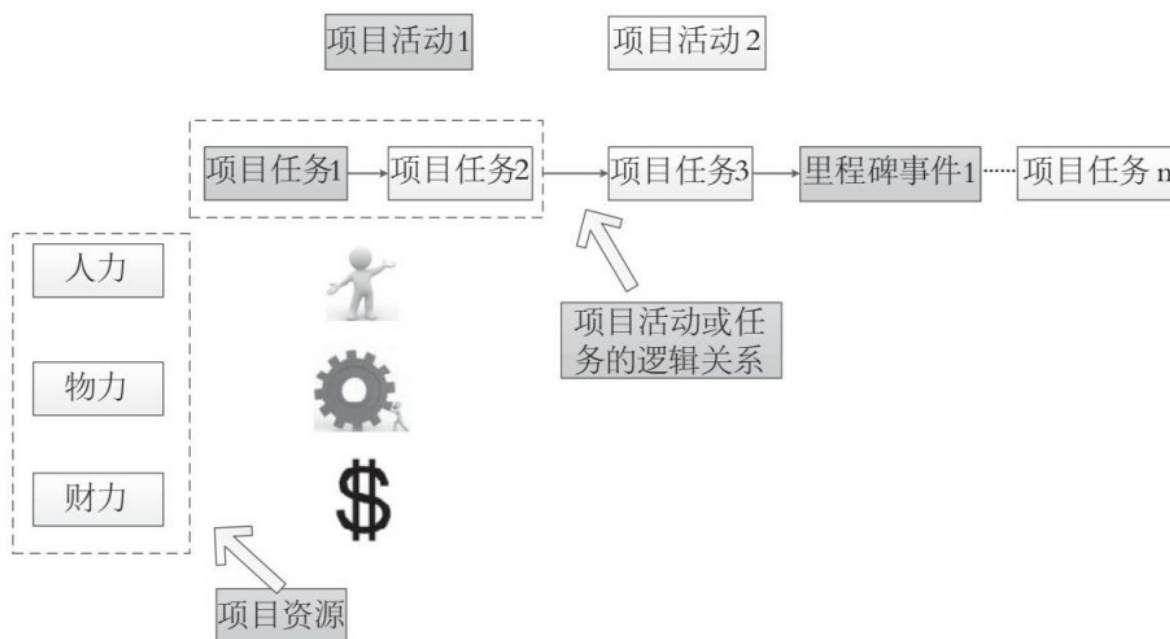 项目活动1
项目活动2
项目任务1
项目任务2
项目任务3
里程碑事件1
项目任务n
人力
项目活动或任
务的逻辑关系
物力
财力
$
项目资源